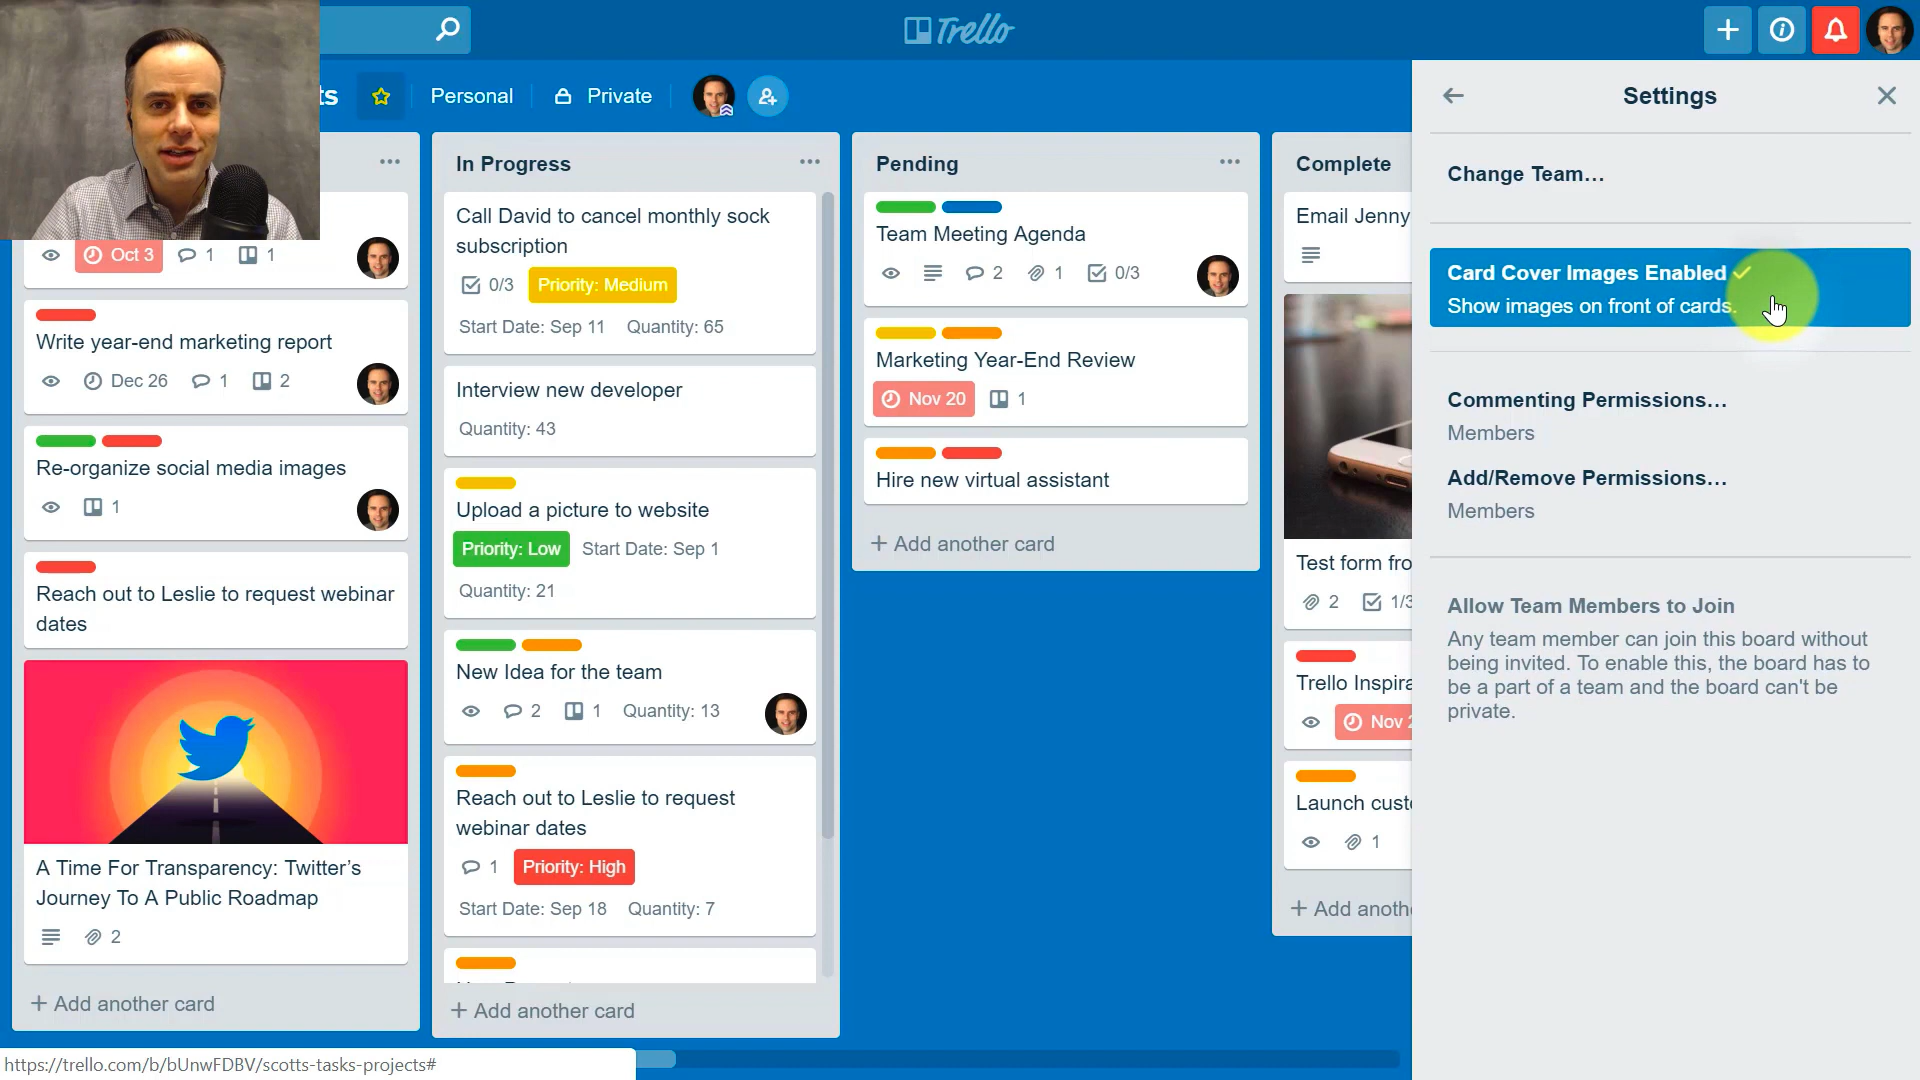 Trello
ts
Personal
Private
Oct 3
1
1
Write year-end marketing report
Dec 26
1
2
Re-organize social media images
1
Reach out to Leslie to request webinar
dates
A Time For Transparency: Twitter’s
Journey To A Public Roadmap
2
+ Add another card
In Progress
Call David to cancel monthly sock
subscription
0/3
Priority: Medium
Start Date: Sep 11
Quantity: 65
Interview new developer
Quantity: 43
Upload a picture to website
Priority: Low
Start Date: Sep 1
Quantity: 21
New Idea for the team
2
1
Quantity: 13
Reach out to Leslie to request
webinar dates
1
Priority: High
Start Date: Sep 18
Quantity: 7
+ Add another card
Pending
Team Meeting Agenda
2
1
0/3
Marketing Year-End Review
Nov 20
1
Hire new virtual assistant
+ Add another card
Complete
Email Jenny
Test form fro
2
1/3
Trello Inspira
Nov 2
Launch custo
1
+ Add anothe
Settings
Change Team…
Card Cover Images Enabled ✓
Show images on front of cards.
Commenting Permissions…
Members
Add/Remove Permissions…
Members
Allow Team Members to Join
Any team member can join this board without
being invited. To enable this, the board has to
be a part of a team and the board can't be
private.
https://trello.com/b/bUnwFDBV/scotts-tasks-projects#